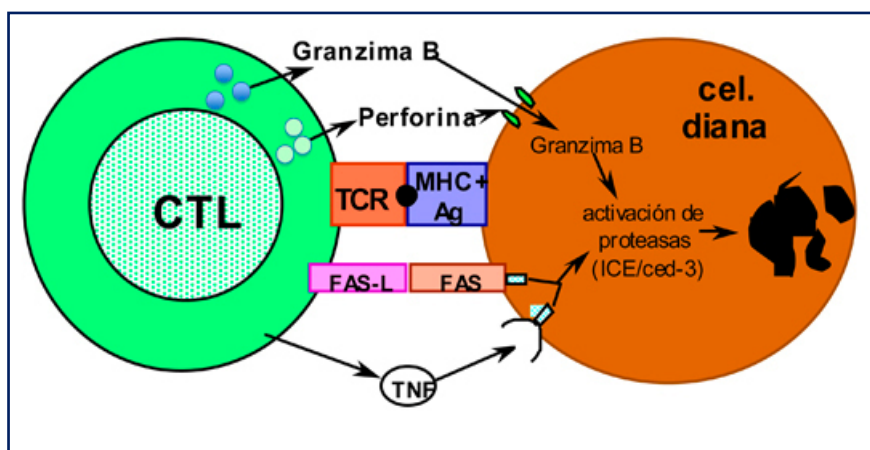 Granzima B
Perforina
CTL
TCR
MHC+
Ag
FAS-L
FAS
TNF
cel.
diana
Granzima B
activación de
proteasas
(ICE/ced-3)